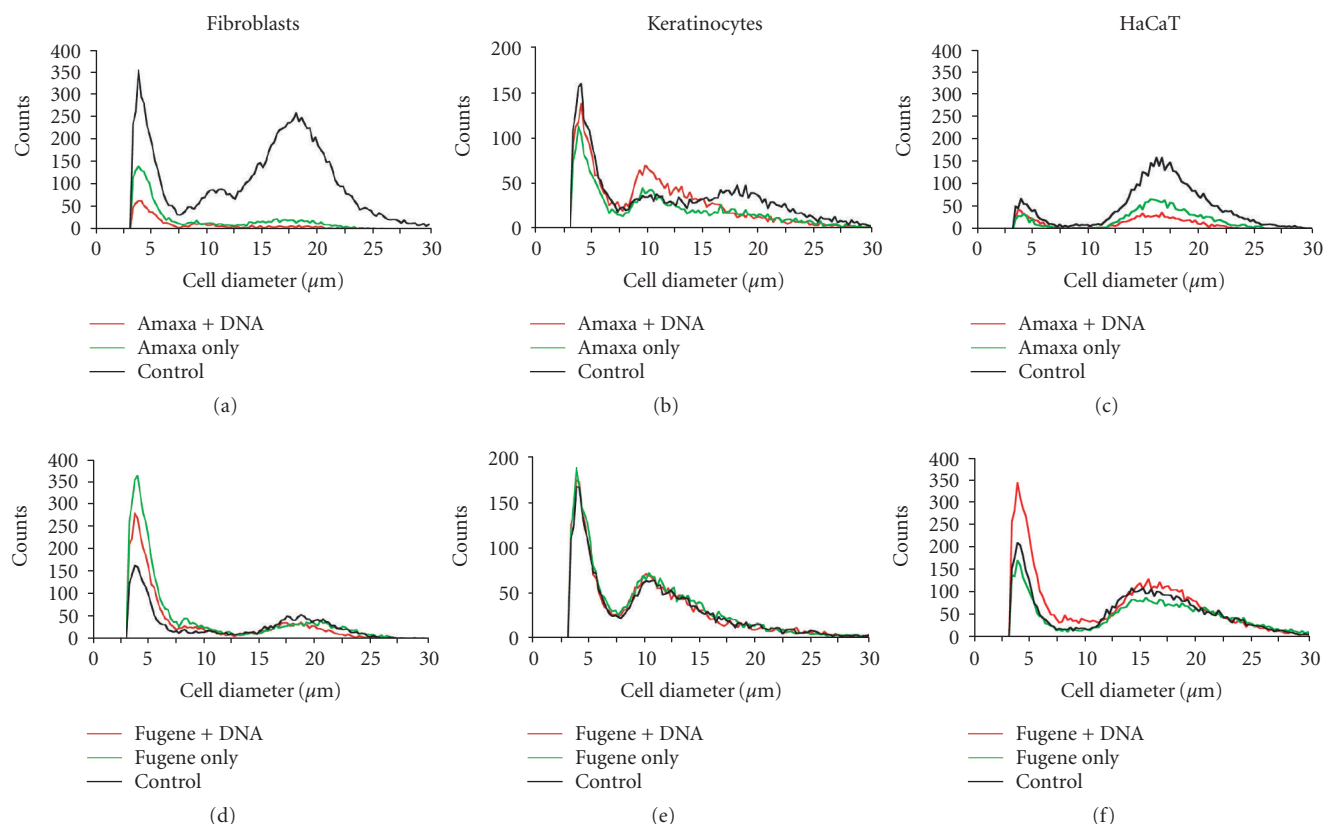 Fibroblasts
400
350
300
250
200
150
100
50
0
Counts
0 5 10 15 20 25 30
Cell diameter (µm)
Amaxa + DNA
Amaxa only
Control
(a)
Keratinocytes
200
150
100
50
0
Counts
0 5 10 15 20 25 30
Cell diameter (µm)
Amaxa + DNA
Amaxa only
Control
(b)
HaCaT
400
350
300
250
200
150
100
50
0
Counts
0 5 10 15 20 25 30
Cell diameter (µm)
Amaxa + DNA
Amaxa only
Control
(c)
400
350
300
250
200
150
100
50
0
Counts
0 5 10 15 20 25 30
Cell diameter (µm)
Fugene + DNA
Fugene only
Control
(d)
200
150
100
50
0
Counts
0 5 10 15 20 25 30
Cell diameter (µm)
Fugene + DNA
Fugene only
Control
(e)
400
350
300
250
200
150
100
50
0
Counts
0 5 10 15 20 25 30
Cell diameter (µm)
Fugene + DNA
Fugene only
Control
(f)